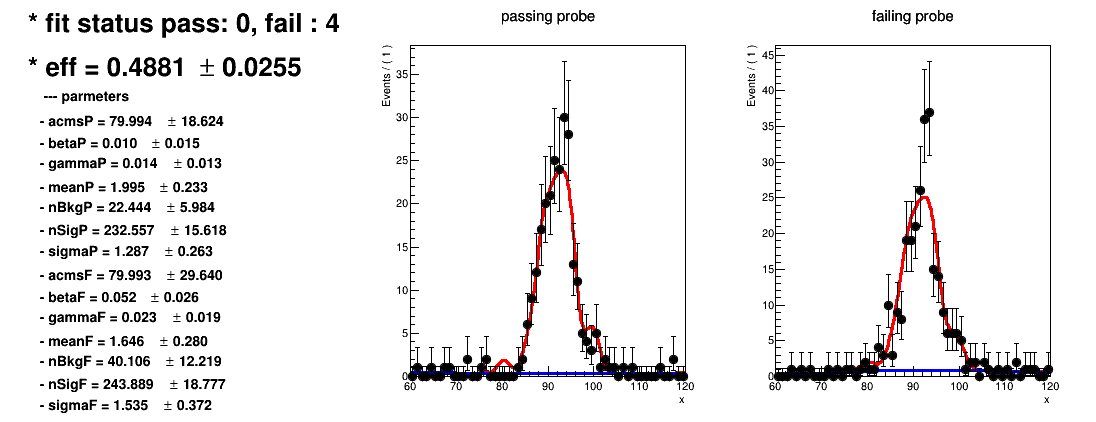 * fit status pass: 0, fail : 4
* eff = 0.4881 ± 0.0255
--- parmeters
- acmsP = 79.994 ± 18.624
- betaP = 0.010 ± 0.015
- gammaP = 0.014 ± 0.013
- meanP = 1.995 ± 0.233
- nBkgP = 22.444 ± 5.984
- nSigP = 232.557 ± 15.618
- sigmaP = 1.287 ± 0.263
- acmsF = 79.993 ± 29.640
- betaF = 0.052 ± 0.026
- gammaF = 0.023 ± 0.019
- meanF = 1.646 ± 0.280
- nBkgF = 40.106 ± 12.219
- nSigF = 243.889 ± 18.777
- sigmaF = 1.535 ± 0.372
passing probe
Events / ( 1 )
35
30
25
20
15
10
5
0
60 70 80 90 100 110 120
x
failing probe
Events / ( 1 )
45
40
35
30
25
20
15
10
5
0
60 70 80 90 100 110 120
x